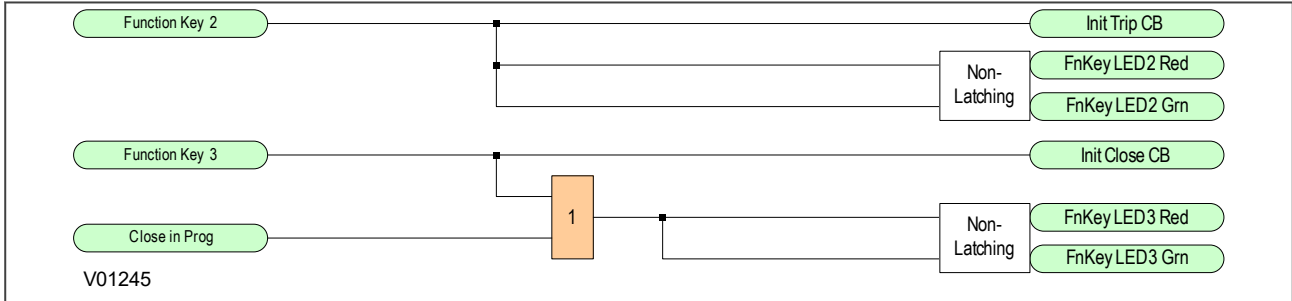 Function Key 2
Init Trip CB
Non-
Latching
FnKey LED2 Red
FnKey LED2 Grn
Function Key 3
Init Close CB
1
Close in Prog
Non-
Latching
FnKey LED3 Red
FnKey LED3 Grn
V01245